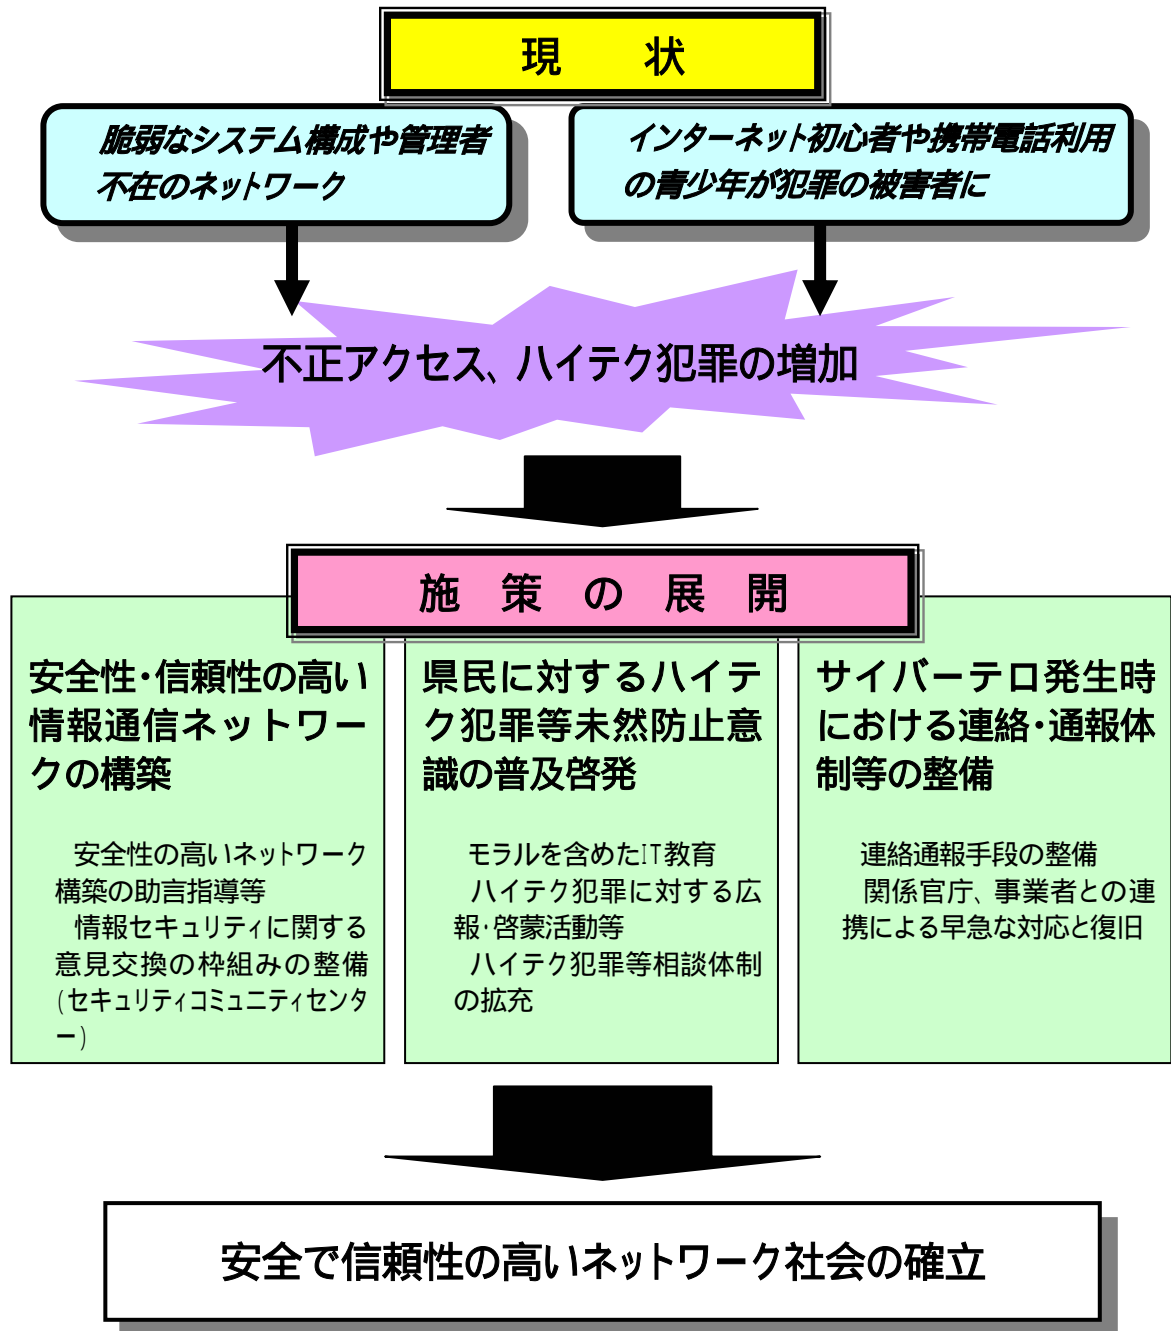 現　状
脆弱なシステム構成や管理者
不在のネットワーク
インターネット初心者や携帯電話利用
の青少年が犯罪の被害者に
不正アクセス、ハイテク犯罪の増加
施　策　の　展　開
安全性・信頼性の高い
情報通信ネットワー
クの構築
安全性の高いネットワーク
構築の助言指導等
情報セキュリティに関する
意見交換の枠組みの整備
(セキュリティコミュニティセンタ
ー)
県民に対するハイテ
ク犯罪等未然防止意
識の普及啓発
モラルを含めたIT教育
ハイテク犯罪に対する広
報・啓蒙活動等
ハイテク犯罪等相談体制
の拡充
サイバーテロ発生時
における連絡・通報体
制等の整備
連絡通報手段の整備
関係官庁、事業者との連
携による早急な対応と復旧
安全で信頼性の高いネットワーク社会の確立